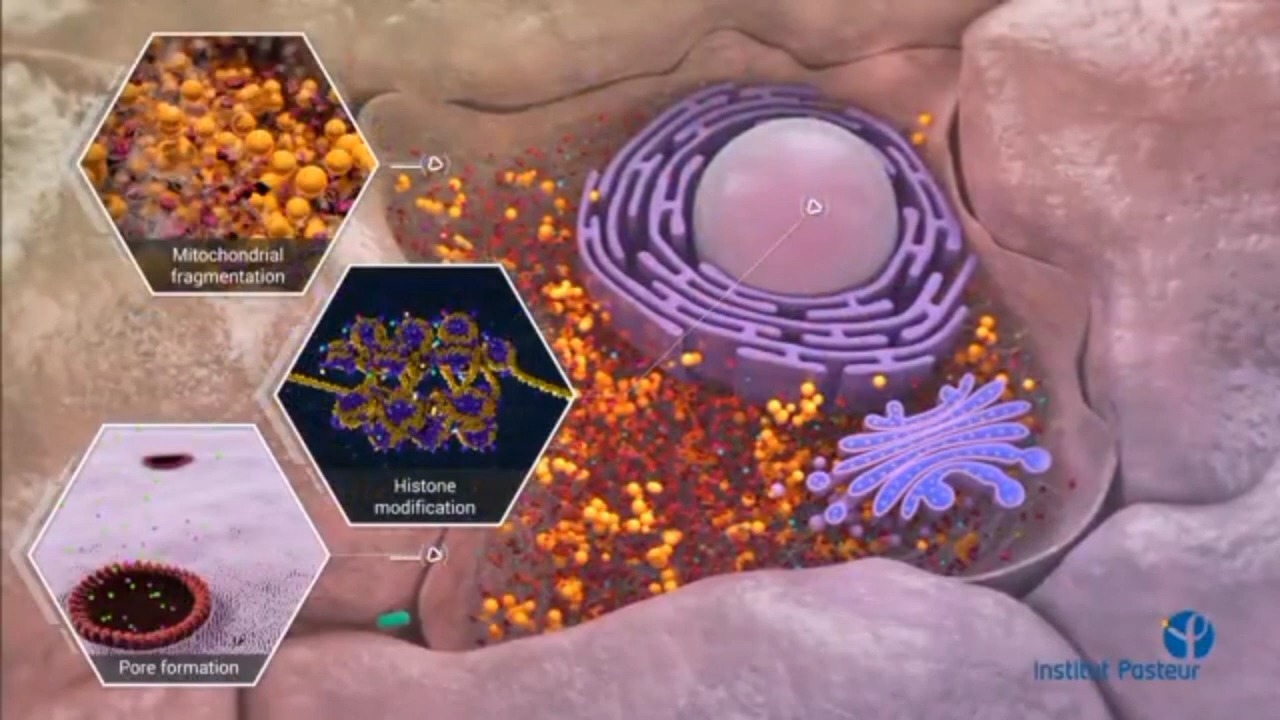 Mitochondrial
fragmentation
Histone
modification
Pore formation
Institut Pasteur